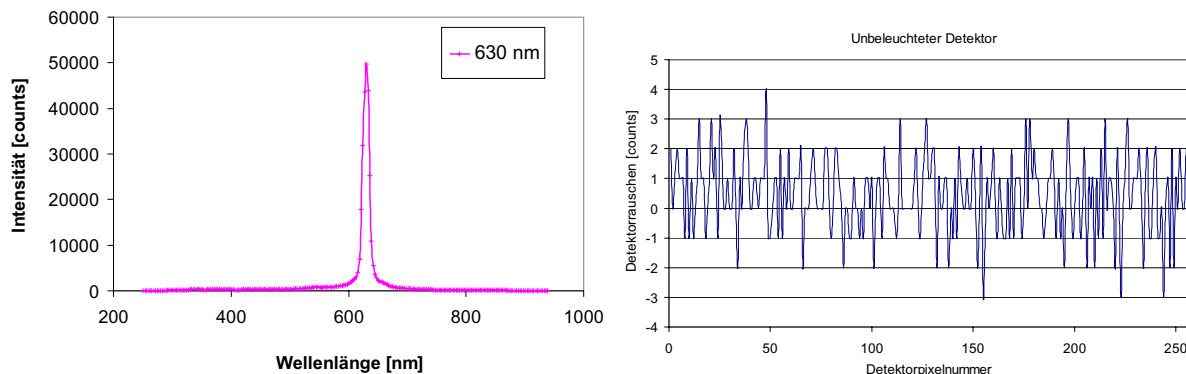 60000
50000
40000
30000
20000
10000
0
Intensität [counts]
630 nm
200 400 600 800 1000
Wellenlänge [nm]
Unbeleuchteter Detektor
5
4
3
2
1
0
-1
-2
-3
-4
Detektorrauschen [counts]
0 50 100 150 200 250
Detektorpixelnummer